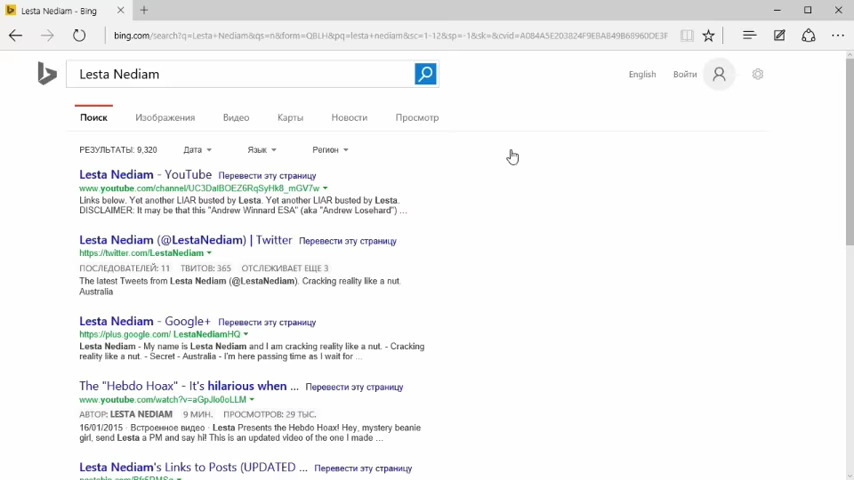 Lesta Nediam - Bing
bing.com/search?q=Lesta+Nediam&qs=n&form=QBLH&pq=lesta+nediam&sc=1-12&sp=-1&sk=&cvid=A084A5E203824F9EBAB49B68960DE3F
Lesta Nediam
English Войти
Поиск Изображения Видео Карты Новости Просмотр
РЕЗУЛЬТАТЫ: 9,320 Дата Язык Регион
Lesta Nediam - YouTube Перевести эту страницу
www.youtube.com/channel/UC3DalBOEZ6RqSyHk8_mGV7w
Links below. Yet another LIAR busted by Lesta. Yet another LIAR busted by Lesta.
DISCLAIMER: It may be that this "Andrew Winnard ESA" (aka "Andrew Losehard") ...
Lesta Nediam (@LestaNediam) | Twitter Перевести эту страницу
https://twitter.com/LestaNediam
ПОСЛЕДОВАТЕЛЕЙ: 11 ТВИТОВ: 365 ОТСЛЕЖИВАЕТ ЕЩЕ 3
The latest Tweets from Lesta Nediam (@LestaNediam). Cracking reality like a nut.
Australia
Lesta Nediam - Google+ Перевести эту страницу
https://plus.google.com/ LestaNediamHQ
Lesta Nediam - My name is Lesta Nediam and I am cracking reality like a nut. - Cracking
reality like a nut. - Secret - Australia - I'm here passing time as I wait for ...
The "Hebdo Hoax" - It's hilarious when ... Перевести эту страницу
www.youtube.com/watch?v=aGpJlo0oLLM
АВТОР: LESTA NEDIAM 9 МИН. ПРОСМОТРОВ: 29 ТЫС.
16/01/2015 · Встроенное видео · Lesta Presents the Hebdo Hoax! Hey, mystery beanie
girl, send Lesta a PM and say hi! This is an updated video of the one I made ...
Lesta Nediam's Links to Posts (UPDATED ... Перевести эту страницу